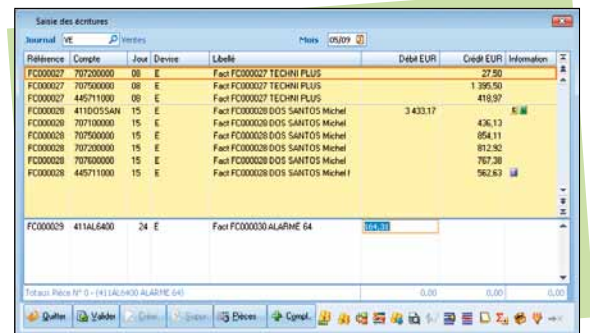 Saisie des écritures
Journal VE Ventes Mois 05/09
Référence Compte Jour Devise Libellé Débit EUR Crédit EUR Information
FC000027 707200000 08 E Fact FC000027 TECHNI PLUS 27,50
FC000027 707500000 08 E Fact FC000027 TECHNI PLUS 1 395,50
FC000027 445711000 08 E Fact FC000027 TECHNI PLUS 418,97
FC000028 411DOSSAN 15 E Fact FC000028 DOS SANTOS Michel 3 433,17
FC000028 707100000 15 E Fact FC000028 DOS SANTOS Michel 436,13
FC000028 707500000 15 E Fact FC000028 DOS SANTOS Michel 854,11
FC000028 707200000 15 E Fact FC000028 DOS SANTOS Michel 812,92
FC000028 707600000 15 E Fact FC000028 DOS SANTOS Michel 767,38
FC000028 445711000 15 E Fact FC000028 DOS SANTOS Michel 562,63
FC000029 411AL6400 24 E Fact FC000030 ALARME 64 164,31
Totaux Pièce N° 0 - (411AL6400 ALARME 64) 0,00 0,00 0,00
Quitter Valider Créer Suppr. Pièces Compl.